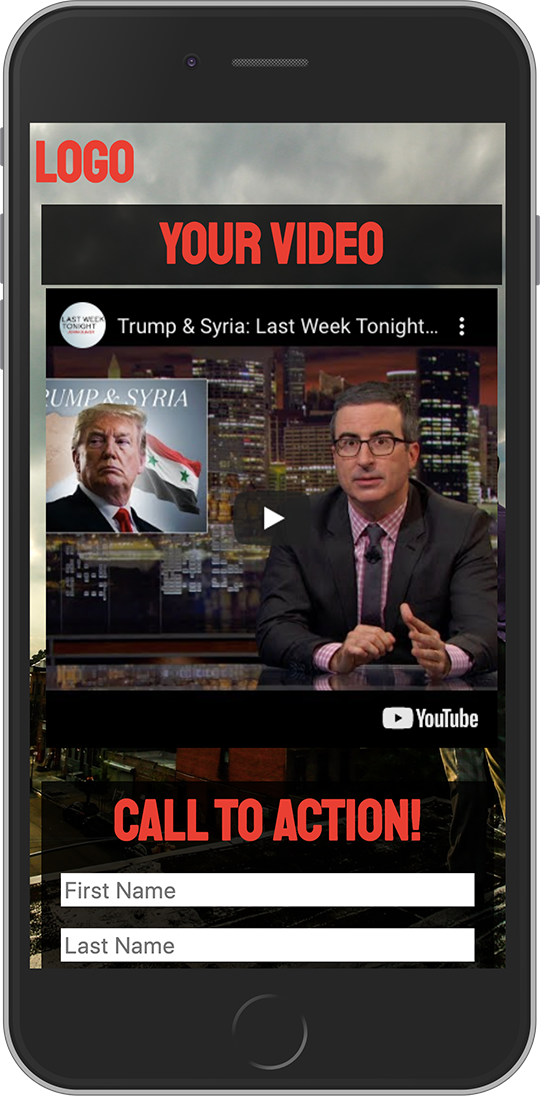 LOGO
YOUR VIDEO
LAST WEEK
TONIGHT
Trump & Syria: Last Week Tonight...
RUMP & SYRIA
YouTube
CALL TO ACTION!
First Name
Last Name